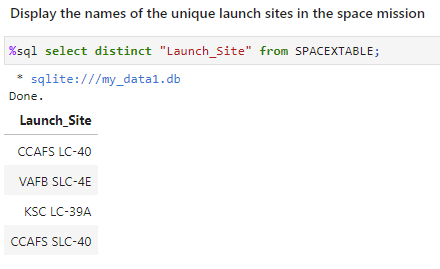 Display the names of the unique launch sites in the space mission
%sql select distinct "Launch_Site" from SPACEXTABLE;
* sqlite:///my_data1.db
Done.
Launch_Site
CCAFS LC-40
VAFB SLC-4E
KSC LC-39A
CCAFS SLC-40